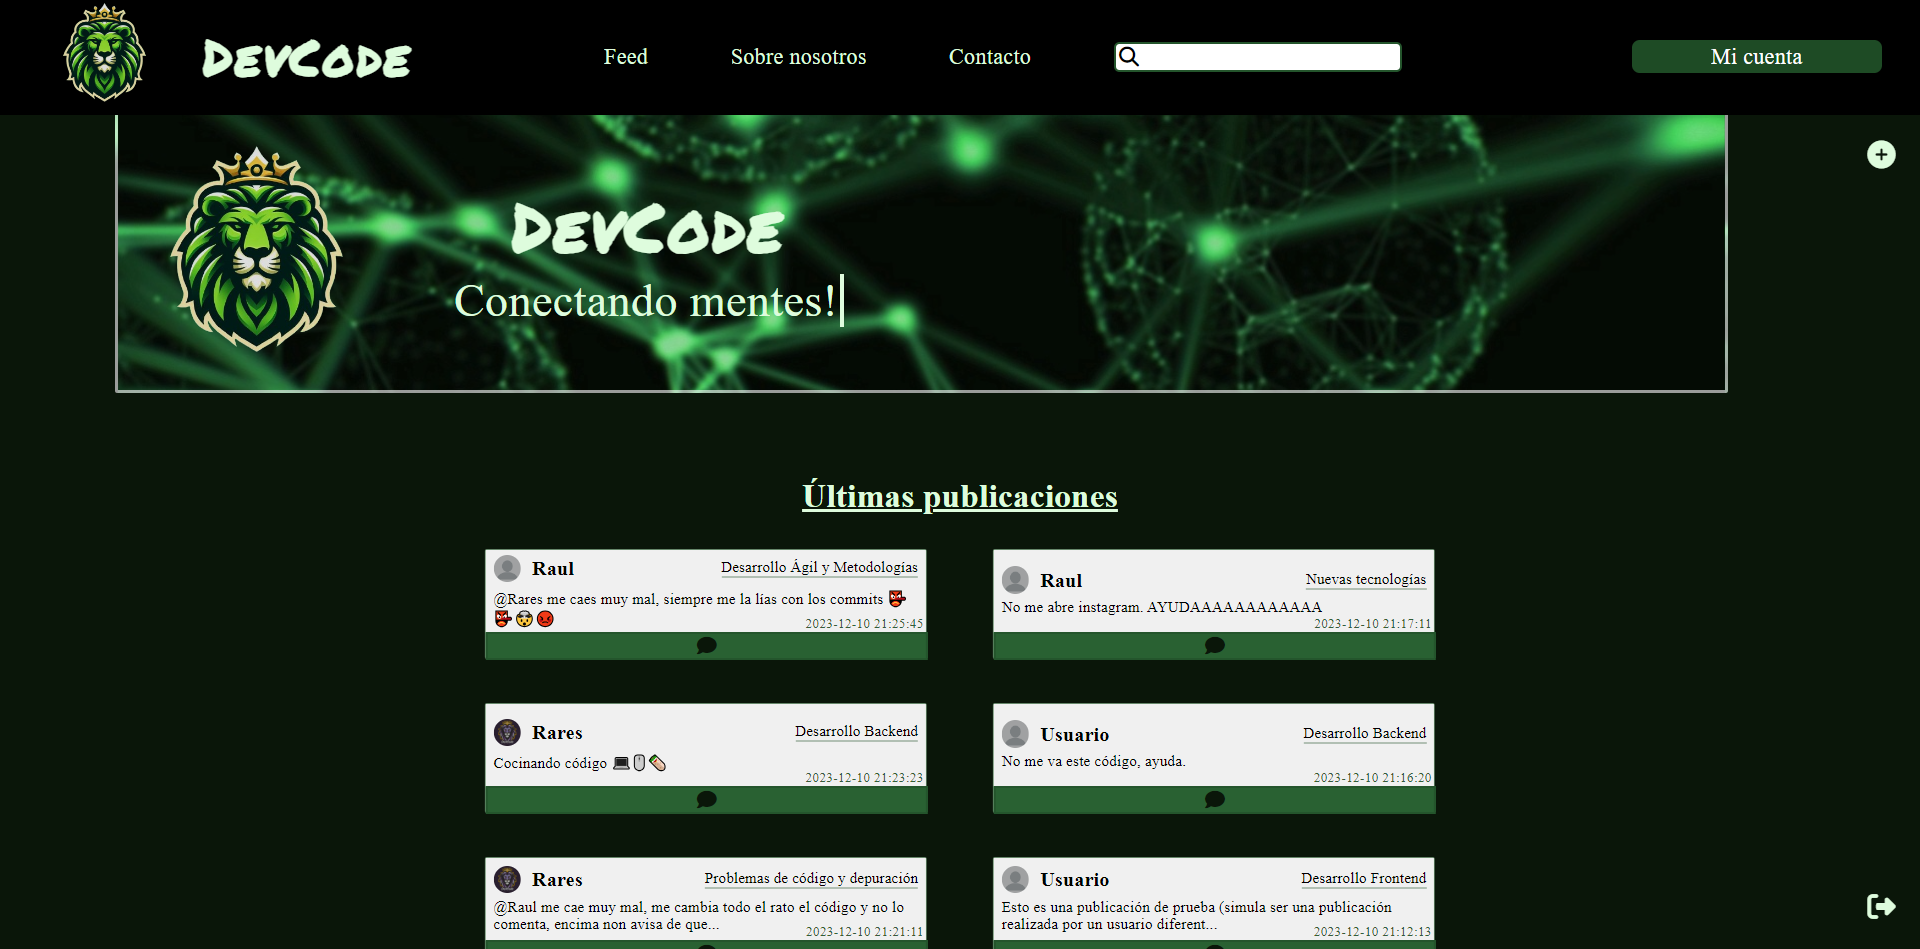 DevCode
Feed
Sobre nosotros
Contacto
Mi cuenta
DevCode
Conectando mentes!
Últimas publicaciones
Raul
Desarrollo Ágil y Metodologías
@Rares me caes muy mal, siempre me la lías con los commits 👺
👺🤯😡
2023-12-10 21:25:45
Raul
Nuevas tecnologías
No me abre instagram. AYUDAAAAAAAAAAAA
2023-12-10 21:17:11
Rares
Desarrollo Backend
Cocinando código 💻🖱️🌯
2023-12-10 21:23:23
Usuario
Desarrollo Backend
No me va este código, ayuda.
2023-12-10 21:16:20
Rares
Problemas de código y depuración
@Raul me cae muy mal, me cambia todo el rato el código y no lo
comenta, encima non avisa de que...
2023-12-10 21:21:11
Usuario
Desarrollo Frontend
Esto es una publicación de prueba (simula ser una publicación
realizada por un usuario diferent...
2023-12-10 21:12:13